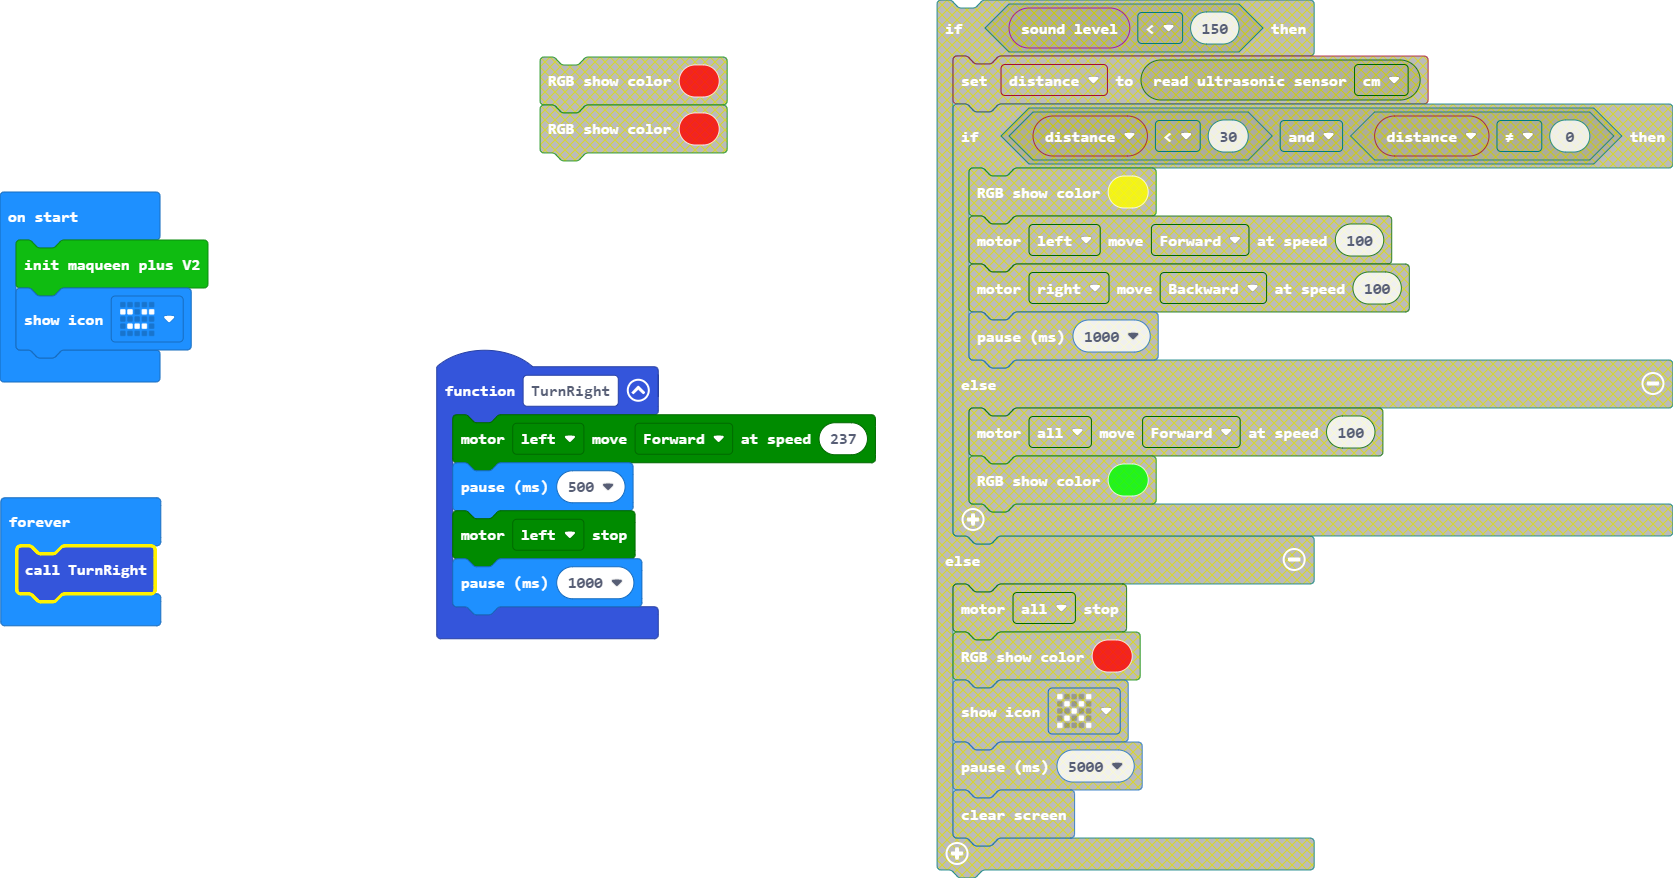 on start
init maqueen plus V2
show icon
forever
call TurnRight
RGB show color
RGB show color
function TurnRight
motor left move Forward at speed 237
pause (ms) 500
motor left stop
pause (ms) 1000
if sound level < 150 then
set distance to read ultrasonic sensor cm
if distance < 30 and distance ≠ 0 then
RGB show color
motor left move Forward at speed 100
motor right move Backward at speed 100
pause (ms) 1000
else
motor all move Forward at speed 100
RGB show color
else
motor all stop
RGB show color
show icon
pause (ms) 5000
clear screen